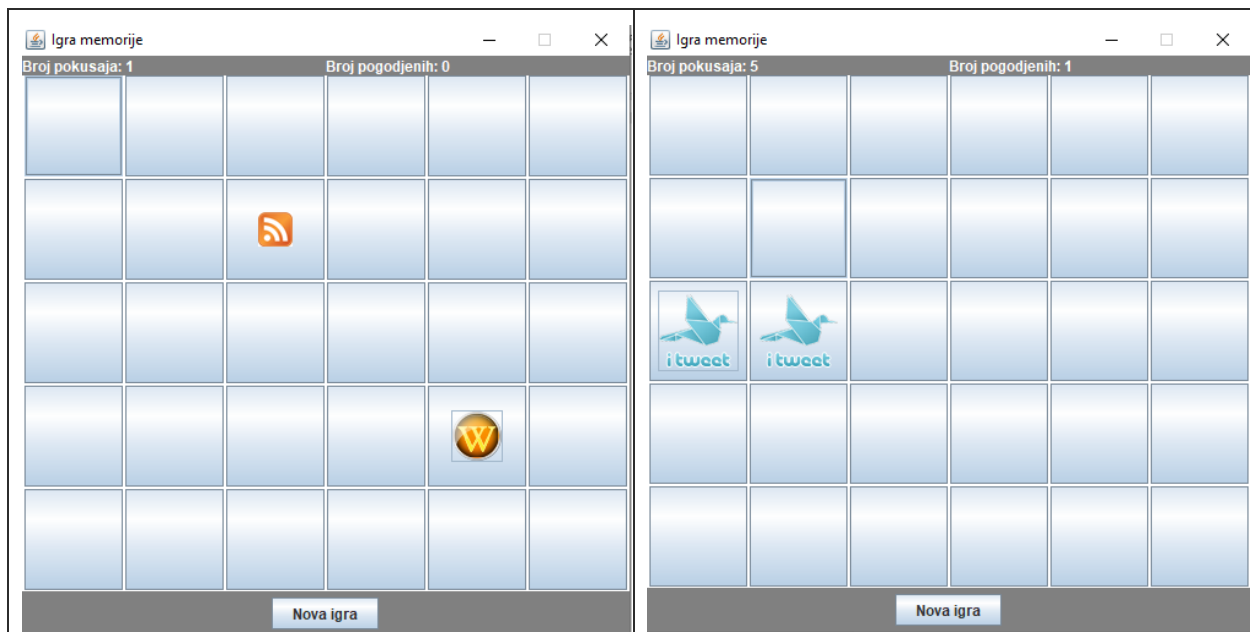 Igra memorije
Broj pokusaja: 1 Broj pogodjenih: 0
W
Nova igra
Igra memorije
Broj pokusaja: 5 Broj pogodjenih: 1
i tweet i tweet
Nova igra